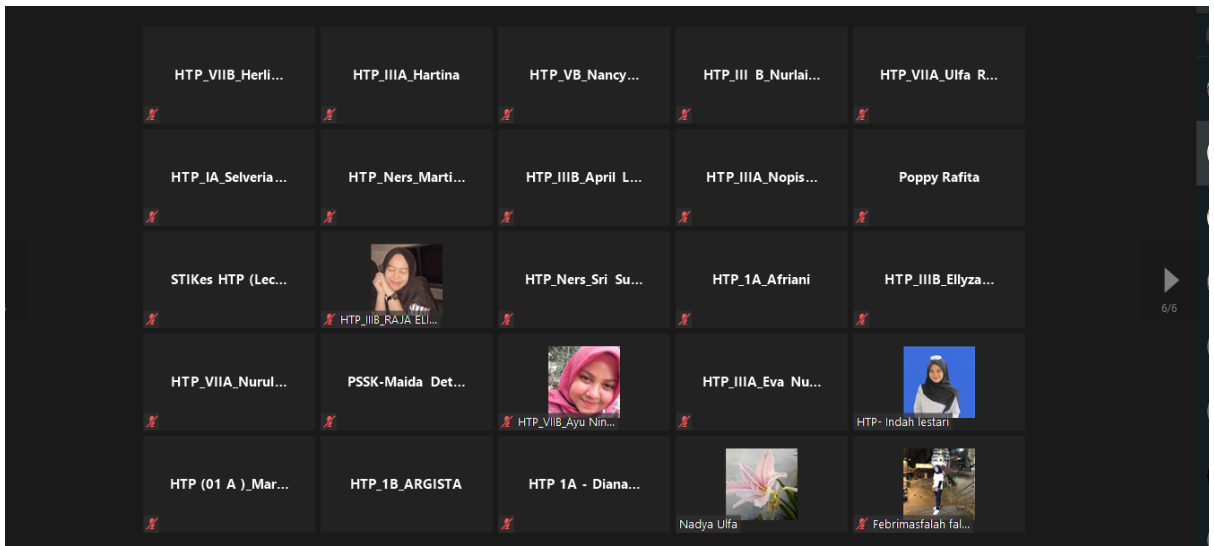 HTP_VIIB_Herli...
HTP_IIIA_Hartina
HTP_VB_Nancy...
HTP_III B_Nurlai...
HTP_VIIA_Ulfa R...
HTP_IA_Selveria...
HTP_Ners_Marti...
HTP_IIIB_April L...
HTP_IIIA_Nopis...
Poppy Rafita
STIKes HTP (Lec...
HTP_IIIB_RAJA ELI...
HTP_Ners_Sri Su...
HTP_1A_Afriani
HTP_IIIB_Ellyza...
6/6
HTP_VIIA_Nurul...
PSSK-Maida Det...
HTP_VIIB_Ayu Nin...
HTP_IIIA_Eva Nu...
HTP- Indah lestari
HTP (01 A )_Mar...
HTP_1B_ARGISTA
HTP 1A - Diana...
Nadya Ulfa
Febrimasfalah fal...